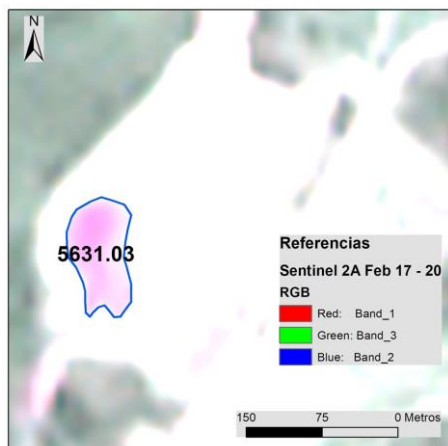 N
5631.03
Referencias
Sentinel 2A Feb 17 - 20
RGB
Red: Band_1
Green: Band_3
Blue: Band_2
150 75 0 Metros